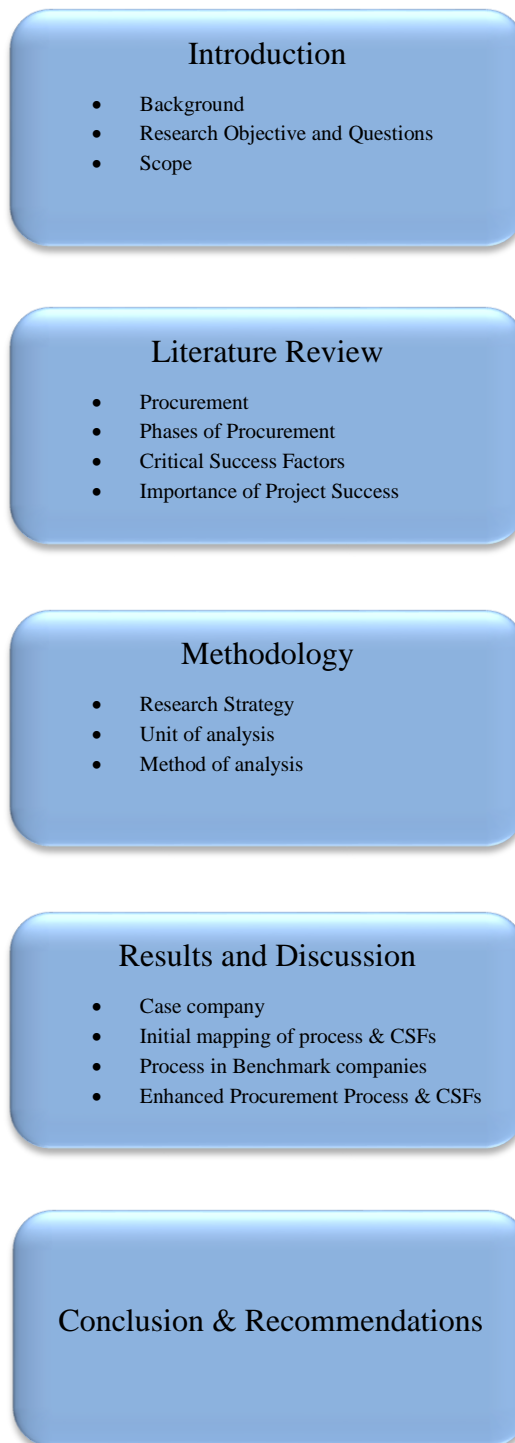 Introduction
• Background
• Research Objective and Questions
• Scope
Literature Review
• Procurement
• Phases of Procurement
• Critical Success Factors
• Importance of Project Success
Methodology
• Research Strategy
• Unit of analysis
• Method of analysis
Results and Discussion
• Case company
• Initial mapping of process & CSFs
• Process in Benchmark companies
• Enhanced Procurement Process & CSFs
Conclusion & Recommendations